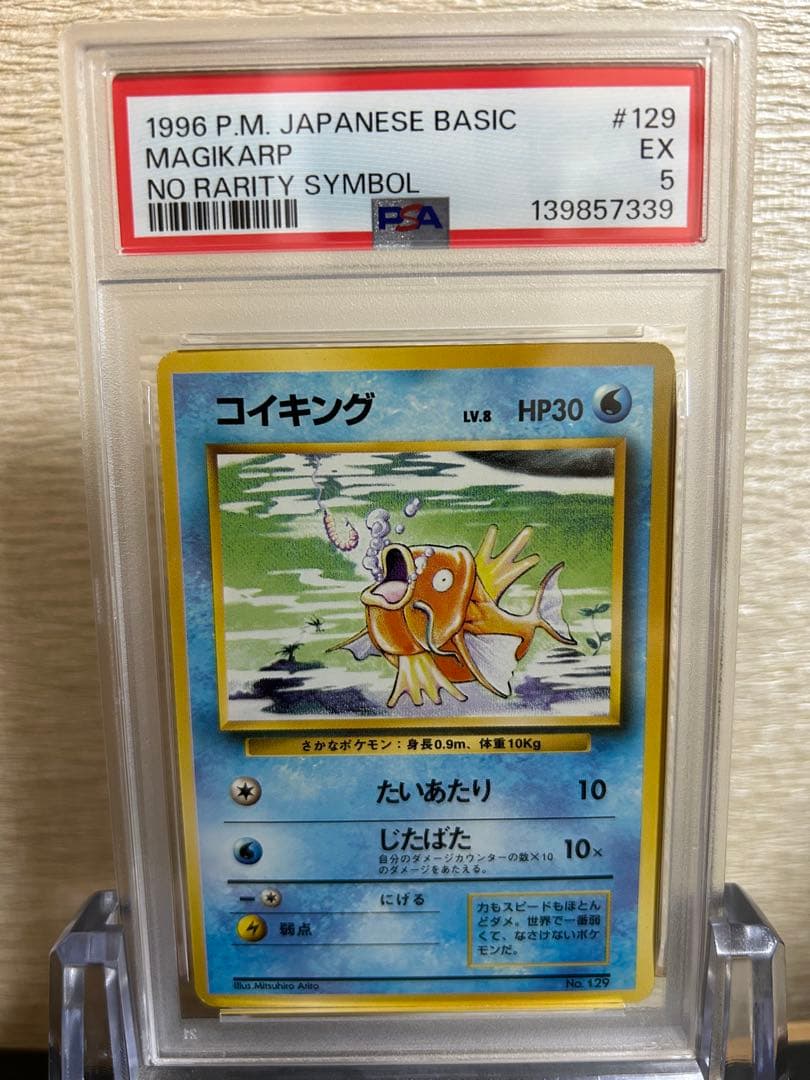 1996 P.M. JAPANESE BASIC #129
MAGIKARP EX
NO RARITY SYMBOL 5
PSA 139857339
コイキング LV.8 HP30
さかなポケモン：身長0.9m、体重10Kg
たいあたり 10
じたばた 10×
自分のダメージカウンターの数×10
のダメージをあたえる。
にげる
弱点
力もスピードもほとん
どダメ。世界で一番弱
くて、なさけないポケ
モンだ。
Illus.Mitsuhiro Arita No. 129